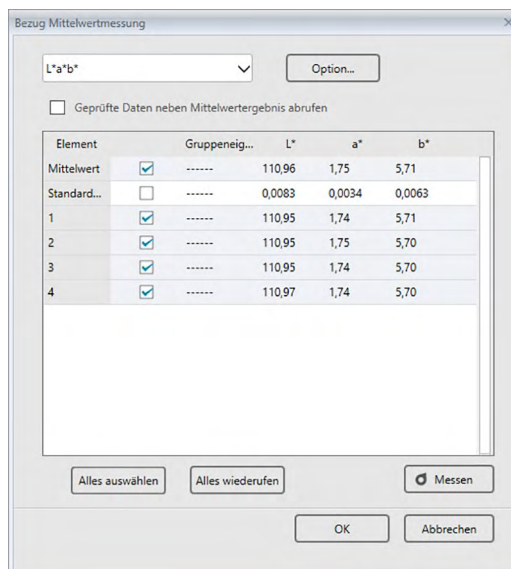 Bezug Mittelwertmessung
L*a*b*
Option...
Geprüfte Daten neben Mittelwertergebnis abrufen
Element Gruppeneig... L* a* b*
Mittelwert ------ 110,96 1,75 5,71
Standard... ------ 0,0083 0,0034 0,0063
1 ------ 110,95 1,74 5,71
2 ------ 110,95 1,75 5,70
3 ------ 110,95 1,74 5,70
4 ------ 110,97 1,74 5,70
Alles auswählen Alles wiederufen Messen
OK Abbrechen